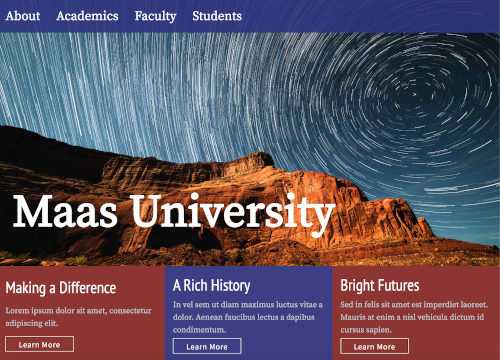 About Academics Faculty Students
Maas University
Making a Difference
Lorem ipsum dolor sit amet, consectetur
adipiscing elit.
Learn More
A Rich History
In vel sem ut diam maximus luctus vitae a
dolor. Aenean faucibus lectus a dapibus
condimentum.
Learn More
Bright Futures
Sed in felis sit amet est imperdiet laoreet.
Mauris at enim a nisl vehicula dictum id
cursus sapien.
Learn More